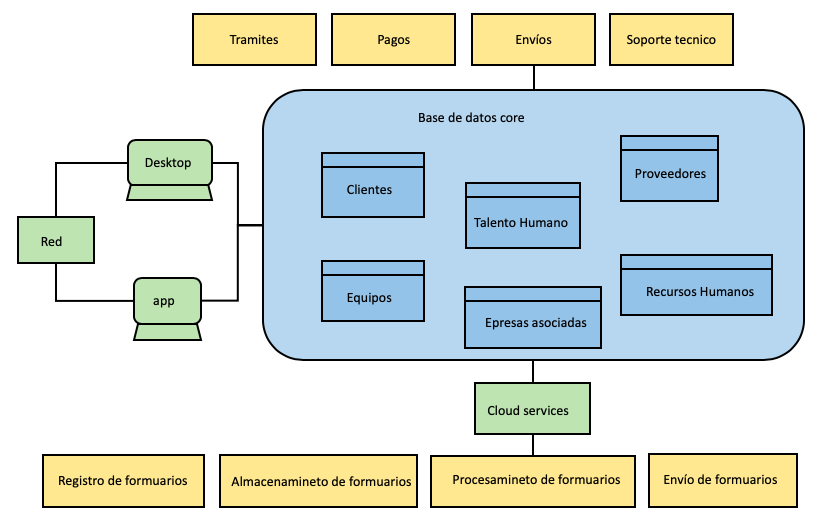 Tramites
Pagos
Envíos
Soporte tecnico
Base de datos core
Desktop
Clientes
Proveedores
Talento Humano
Red
app
Equipos
Recursos Humanos
Epresas asociadas
Cloud services
Registro de formuarios
Almacenamineto de formuarios
Procesamineto de formuarios
Envío de formuarios